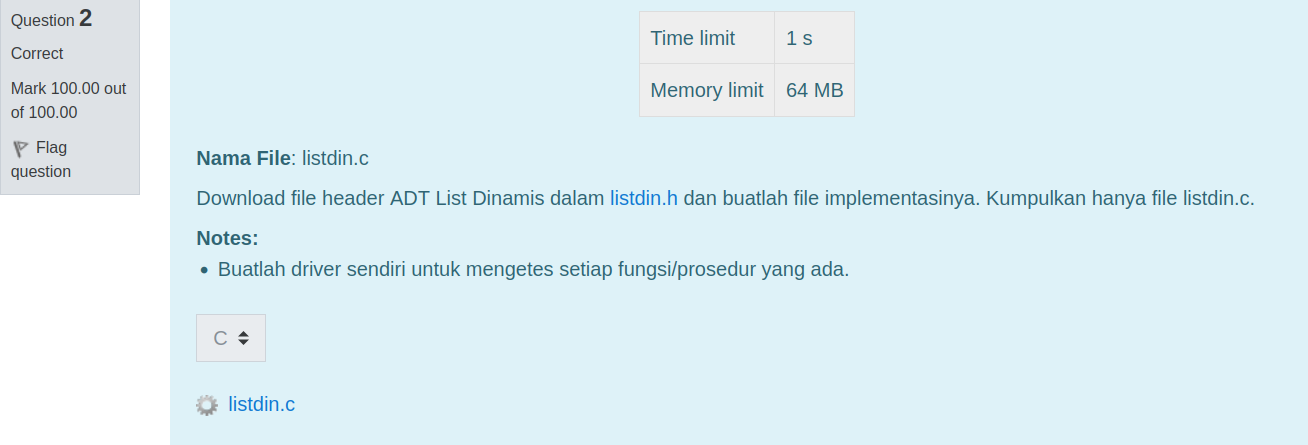 Question 2
Correct
Mark 100.00 out
of 100.00
Flag
question
Time limit 1 s
Memory limit 64 MB
Nama File: listdin.c
Download file header ADT List Dinamis dalam listdin.h dan buatlah file implementasinya. Kumpulkan hanya file listdin.c.
Notes:
• Buatlah driver sendiri untuk mengetes setiap fungsi/prosedur yang ada.
C
listdin.c